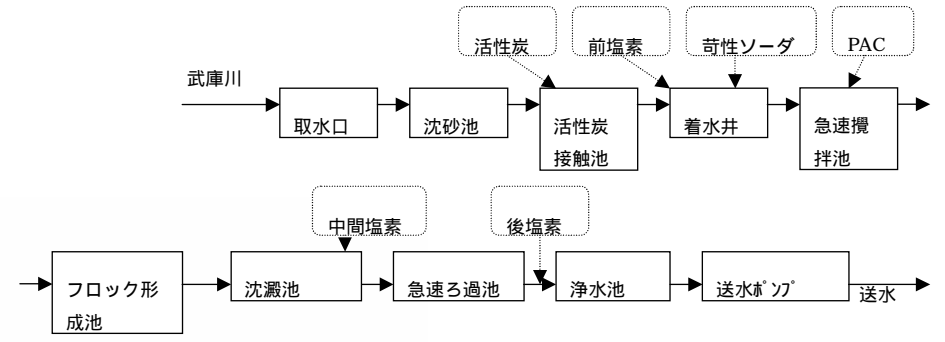 活性炭
前塩素
苛性ソーダ
PAC
武庫川
取水口
沈砂池
活性炭
接触池
着水井
急速攪
拌池
中間塩素
後塩素
フロック形
成池
沈澱池
急速ろ過池
浄水池
送水ﾎﾟﾝﾌﾟ
送水